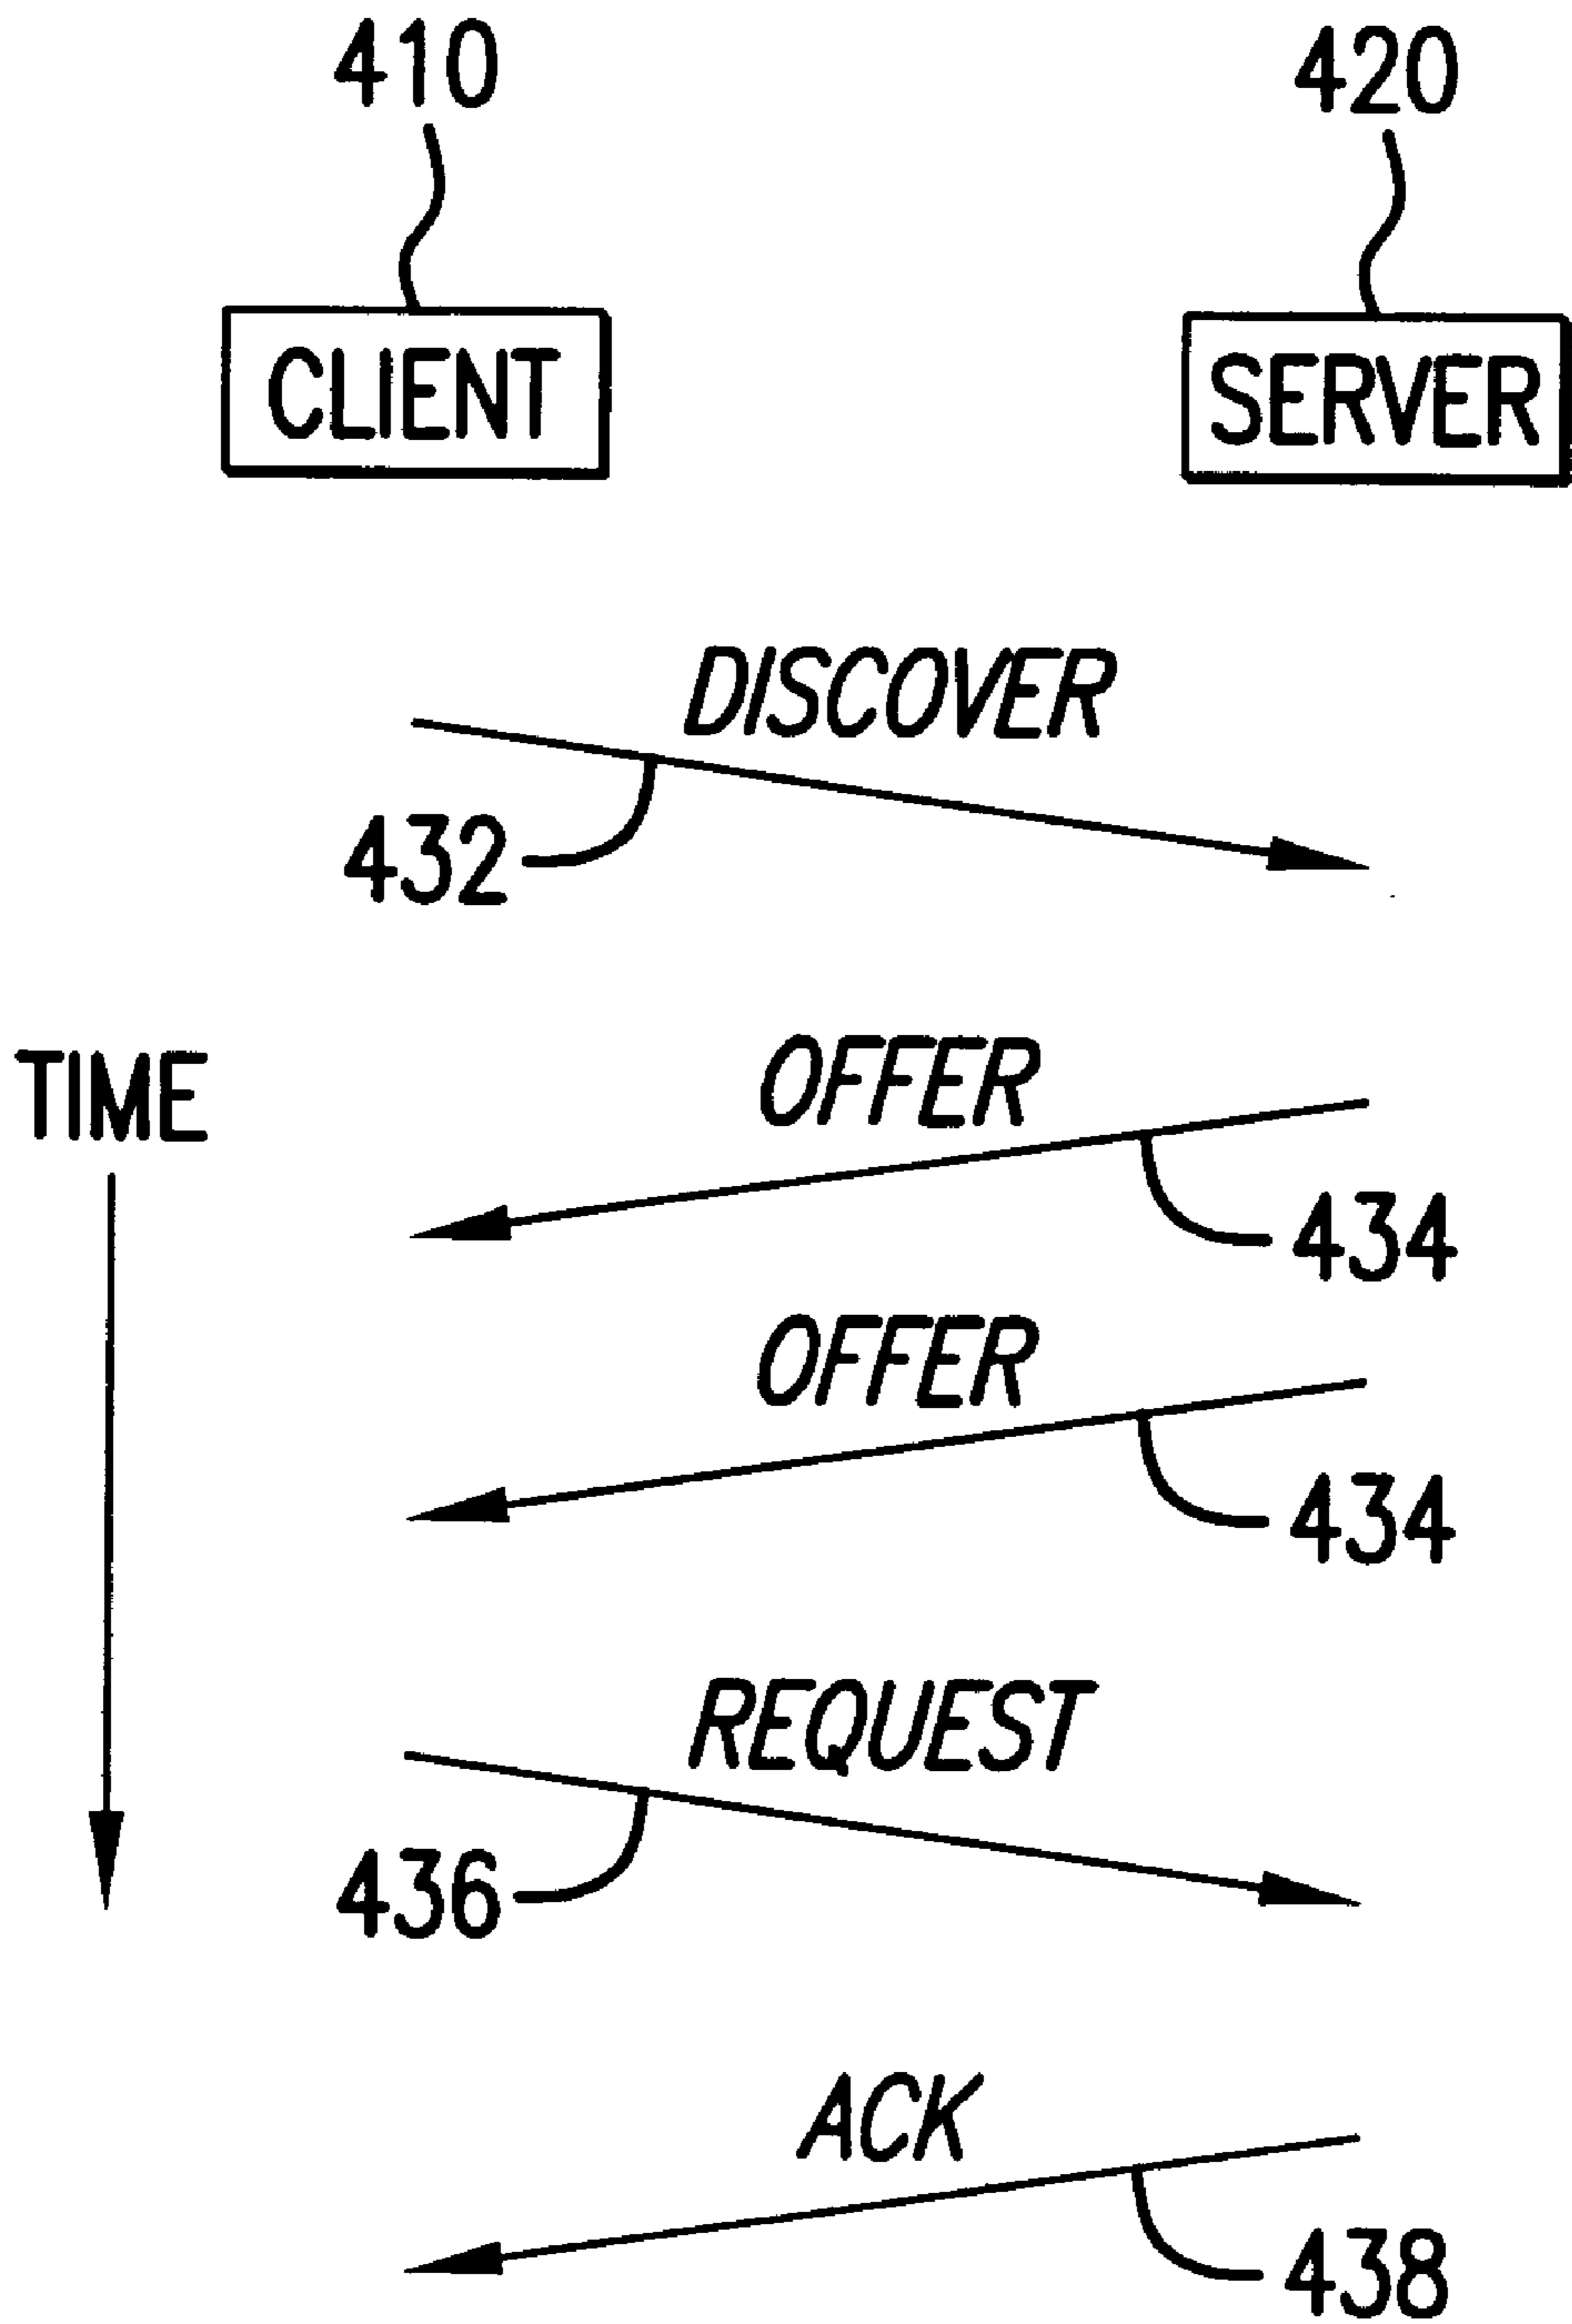 410
420
CLIENT
SERVER
DISCOVER
432
TIME
OFFER
434
OFFER
434
REQUEST
436
ACK
438